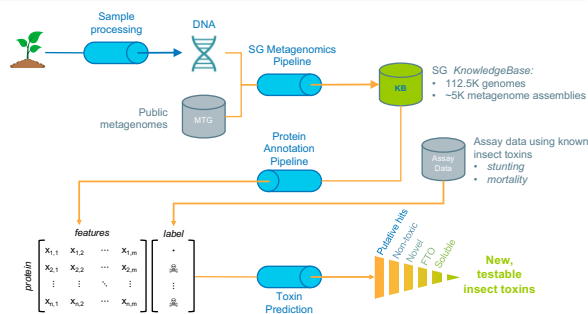 Sample
processing
DNA
SG Metagenomics
Pipeline
Public
metagenomes
MTG
KB
SG KnowledgeBase:
• 112.5K genomes
• ~5K metagenome assemblies
Protein
Annotation
Pipeline
Assay
Data
Assay data using known
insect toxins
• stunting
• mortality
features
label
protein
x1,1 x1,2 ... x1,m
x2,1 x2,2 ... x2,m
⋮ ⋮ ⋱ ⋮
xn,1 xn,2 ... xn,m
Toxin
Prediction
Putative hits
Non-toxic
Novel
FTO
Soluble
New,
testable
insect toxins